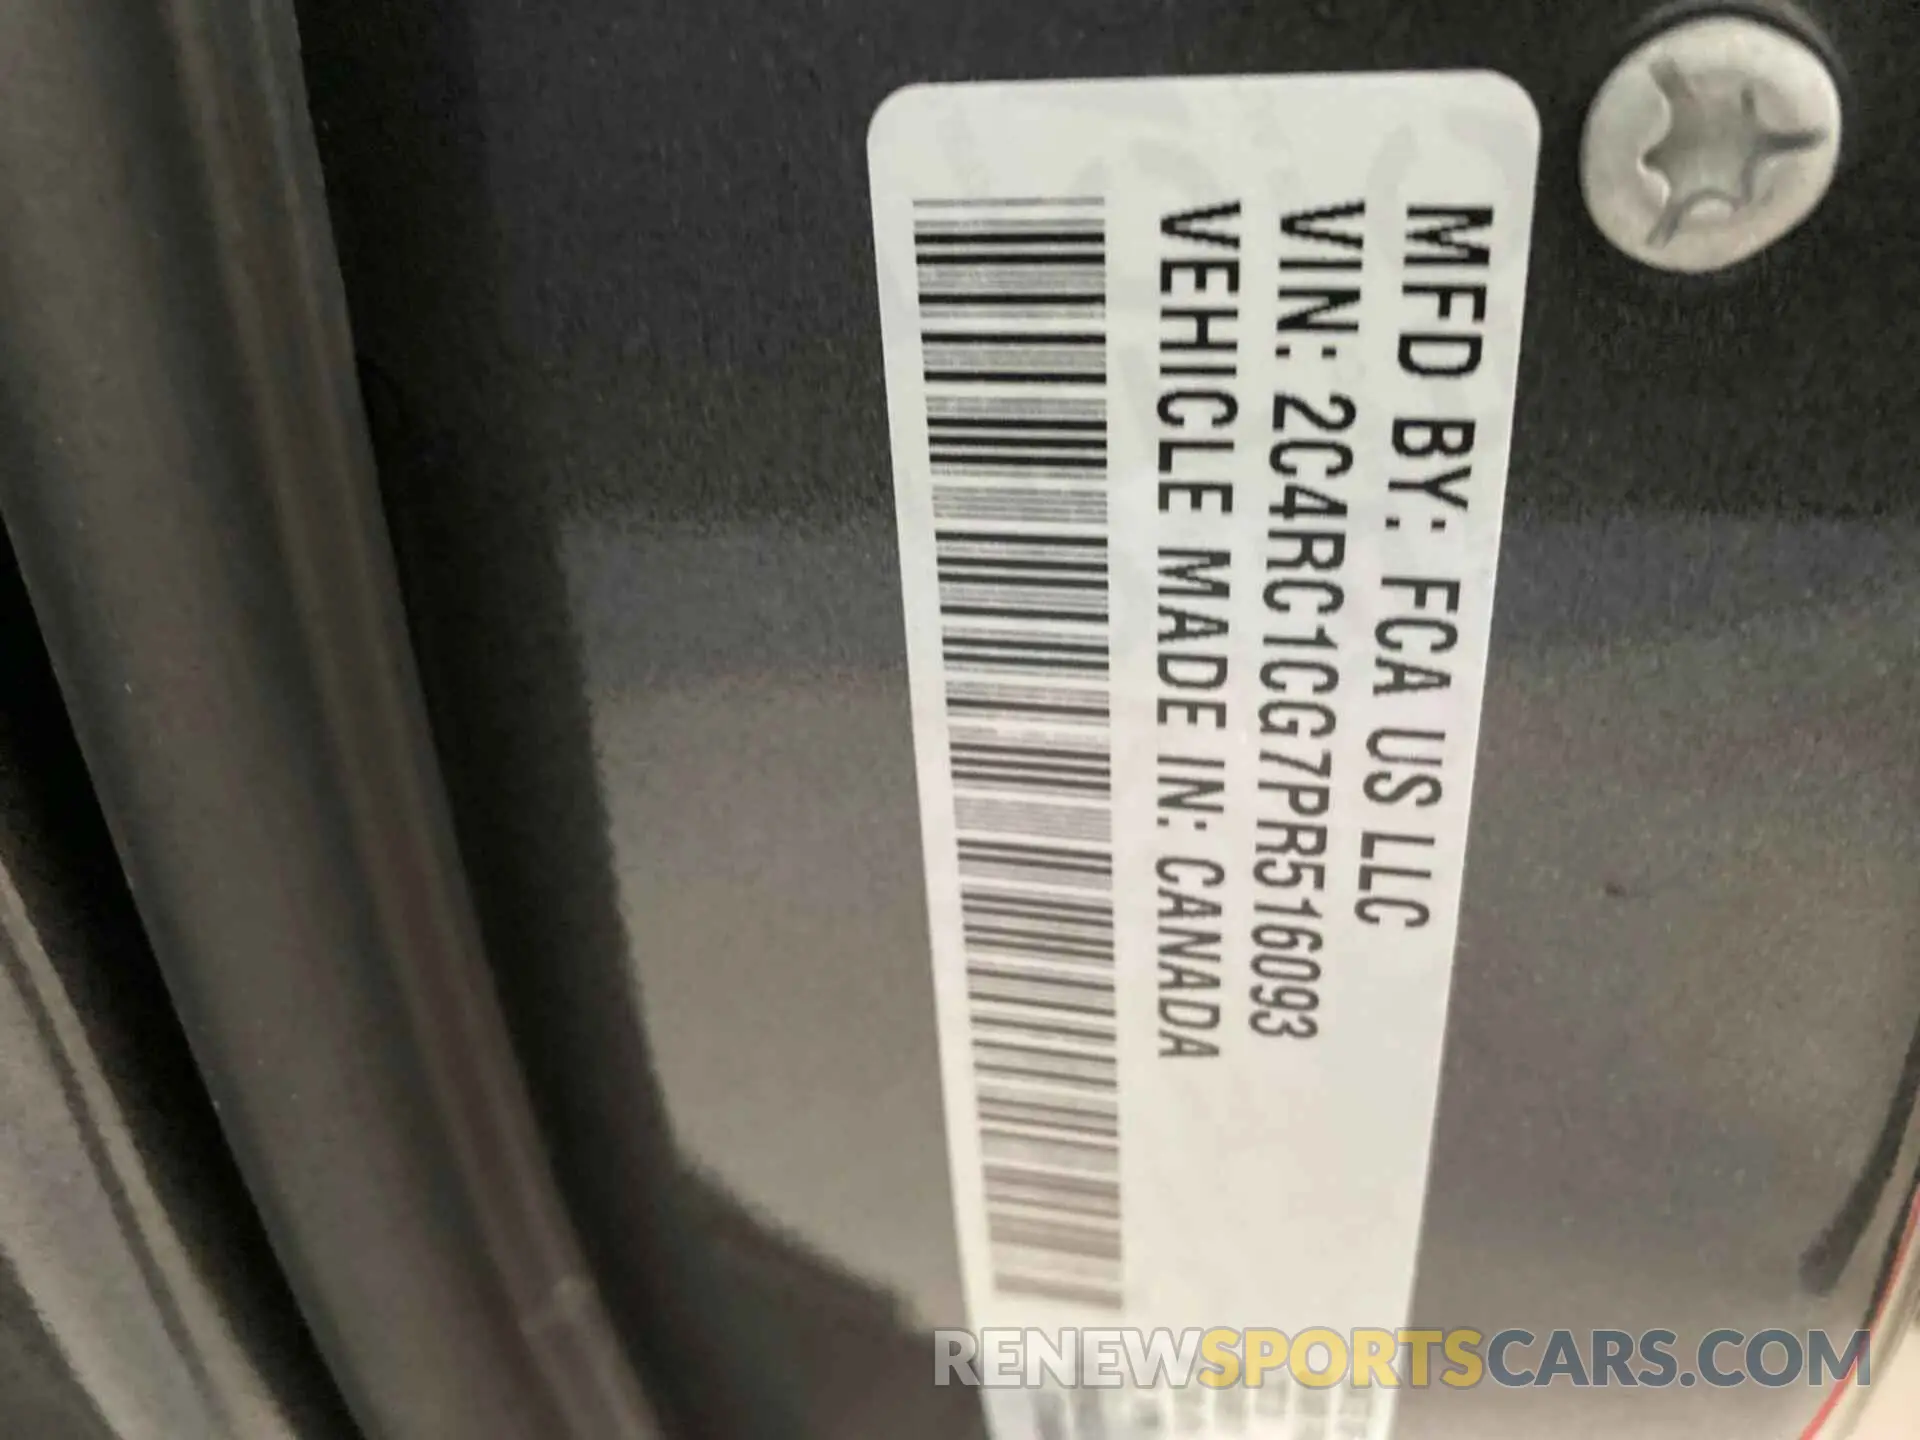 MFD BY: FCA US LLC
VIN: 2C4RC1CG7PR516093
VEHICLE MADE IN: CANADA
RENEWSPORTSCARS.COM